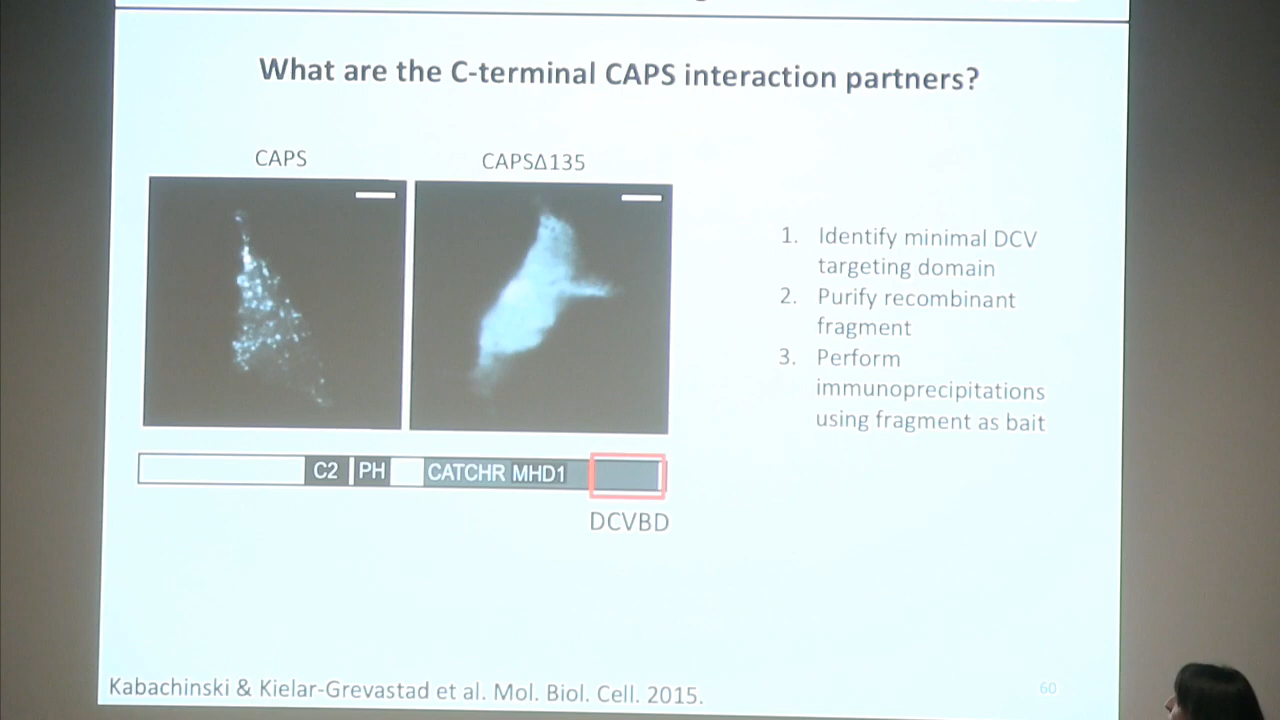 What are the C-terminal CAPS interaction partners?
CAPS
CAPSΔ135
1. Identify minimal DCV
targeting domain
2. Purify recombinant
fragment
3. Perform
immunoprecipitations
using fragment as bait
C2 PH CATCHR MHD1
DCVBD
Kabachinski & Kielar-Grevastad et al. Mol. Biol. Cell. 2015.
60